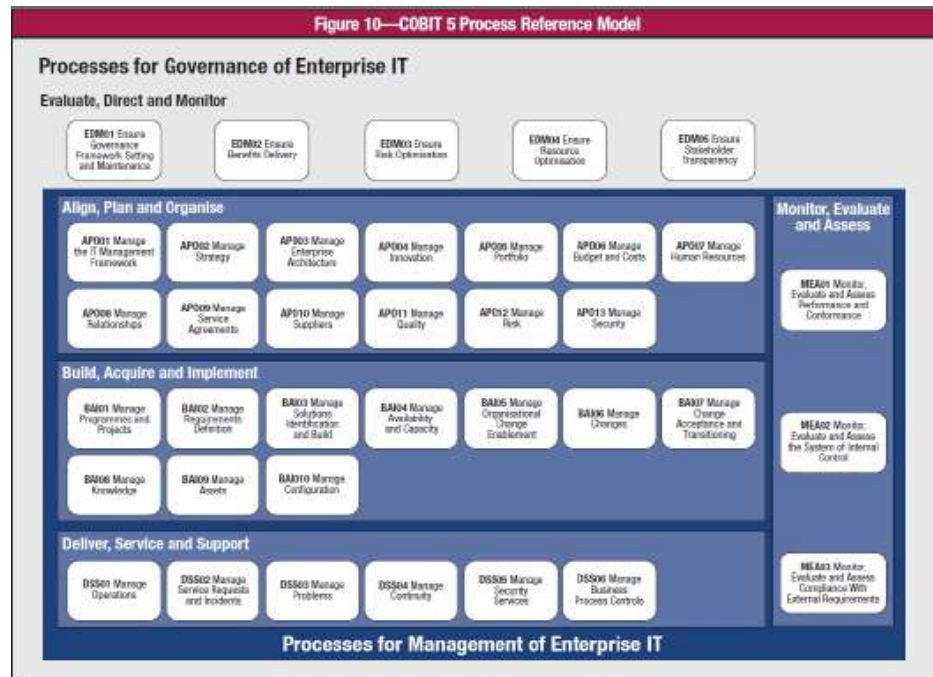 Figure 10—COBIT 5 Process Reference Model
Processes for Governance of Enterprise IT
Evaluate, Direct and Monitor
EDM01 Ensure
Governance
Framework Setting
and Maintenance
EDM02 Ensure
Benefits Delivery
EDM03 Ensure
Risk Optimisation
EDM04 Ensure
Resource
Optimisation
EDM05 Ensure
Stakeholder
Transparency
Align, Plan and Organise
APO01 Manage
the IT Management
Framework
APO02 Manage
Strategy
APO03 Manage
Enterprise
Architecture
APO04 Manage
Innovation
APO05 Manage
Portfolio
APO06 Manage
Budget and Costs
APO07 Manage
Human Resources
APO08 Manage
Relationships
APO09 Manage
Service
Agreements
APO10 Manage
Suppliers
APO11 Manage
Quality
APO12 Manage
Risk
APO13 Manage
Security
Build, Acquire and Implement
BAI01 Manage
Programmes and
Projects
BAI02 Manage
Requirements
Definition
BAI03 Manage
Solutions
Identification
and Build
BAI04 Manage
Availability
and Capacity
BAI05 Manage
Organisational
Change
Enablement
BAI06 Manage
Changes
BAI07 Manage
Change
Acceptance and
Transitioning
BAI08 Manage
Knowledge
BAI09 Manage
Assets
BAI010 Manage
Configuration
Deliver, Service and Support
DSS01 Manage
Operations
DSS02 Manage
Service Requests
and Incidents
DSS03 Manage
Problems
DSS04 Manage
Continuity
DSS05 Manage
Security
Services
DSS06 Manage
Business
Process Controls
Monitor, Evaluate
and Assess
MEA01 Monitor,
Evaluate and Assess
Performance and
Conformance
MEA02 Monitor,
Evaluate and Assess
the System of Internal
Control
MEA03 Monitor,
Evaluate and Assess
Compliance With
External Requirements
Processes for Management of Enterprise IT